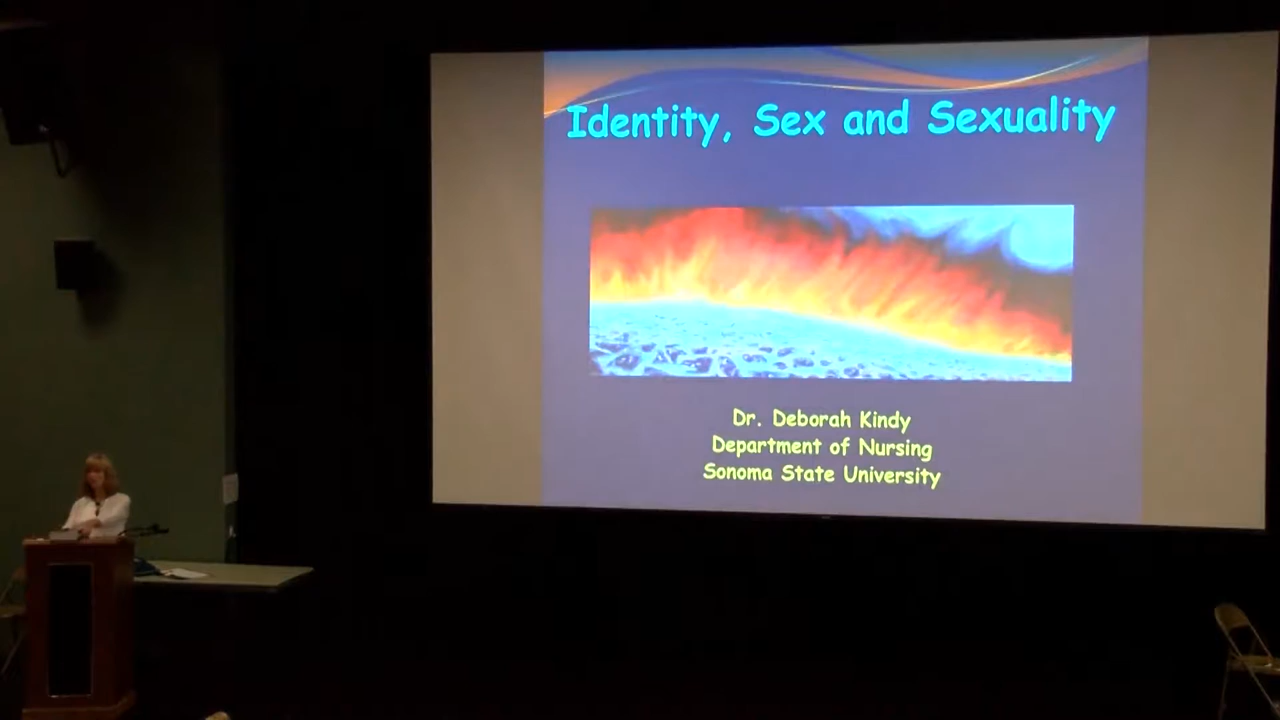 Identity, Sex and Sexuality
Dr. Deborah Kindy
Department of Nursing
Sonoma State University